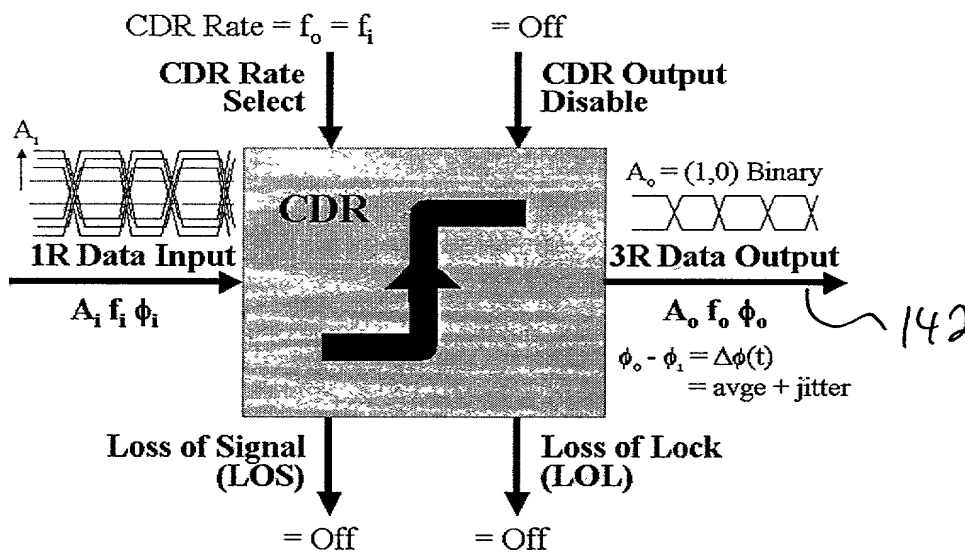 CDR Rate = fₒ = fᵢ
= Off
CDR Rate
Select
CDR Output
Disable
Aᵢ
CDR
Aₒ = (1,0) Binary
1R Data Input
3R Data Output
Aᵢ fᵢ ϕᵢ
Aₒ fₒ ϕₒ
142
ϕₒ - ϕᵢ = Δϕ(t)
= avge + jitter
Loss of Signal
(LOS)
Loss of Lock
(LOL)
= Off
= Off